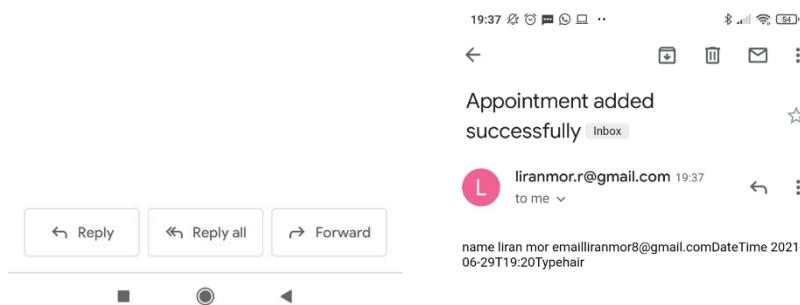 Reply
Reply all
Forward
19:37
54
Appointment added
successfully Inbox
L
liranmor.r@gmail.com 19:37
to me
name liran mor emailliranmor8@gmail.comDateTime 2021-
06-29T19:20Typehair